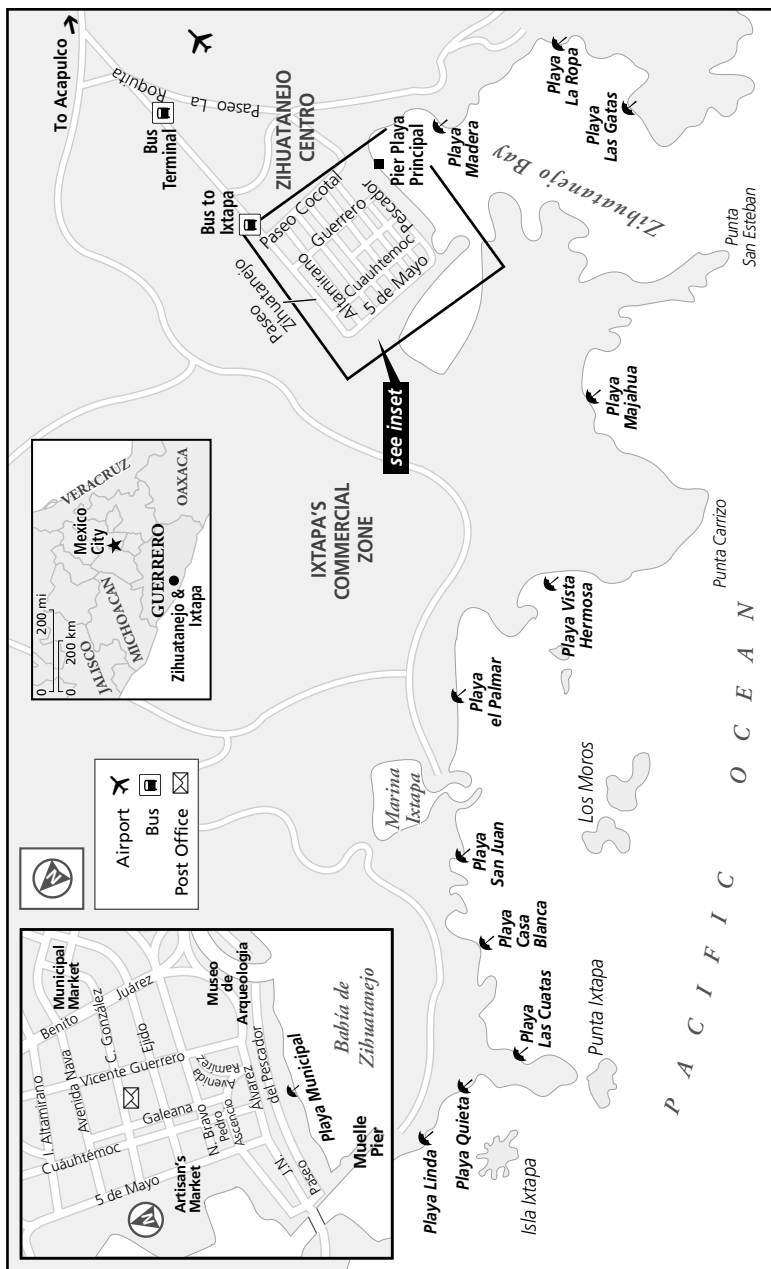 I. Altamirano
Avenida Nava
C. González
Ejido
Benito
Juárez
Municipal
Market
Cuáuhtémoc
Vicente Guerrero
Galeana
5 de Mayo
Artisan's
Market
N
N. Bravo
Pedro
Ascencio
Avenida
Ramírez
J.N.
Álvarez
Paseo
del Pescador
Museo
de
Arqueología
Playa Municipal
Bahía de
Zihuatanejo
Muelle
Pier
N
Airport
Bus
Post Office
0
200 mi
0
200 km
JALISCO
MICHOACAN
Mexico
City
VERACRUZ
GUERRERO
OAXACA
Zihuatanejo &
Ixtapa
To Acapulco
Paseo La
Roquita
Bus
Terminal
ZIHUATANEJO
CENTRO
Bus to
Ixtapa
Paseo
Zihuatanejo
Paseo Cocotal
Altamirano
Guerrero
Cuauhtemoc
Pescador
5 de Mayo
Pier Playa
Principal
see inset
IXTAPA'S
COMMERCIAL
ZONE
Marina
Ixtapa
Playa Linda
Playa Quieta
Isla Ixtapa
Playa
Las Cuatas
Punta Ixtapa
Playa
Casa
Blanca
Playa
San Juan
Los Moros
Playa
el Palmar
Playa Vista
Hermosa
Punta Carrizo
Playa
Majahua
Punta
San Esteban
Zihuatanejo Bay
Playa
Madera
Playa
La Ropa
Playa
Las Gatas
PACIFIC OCEAN